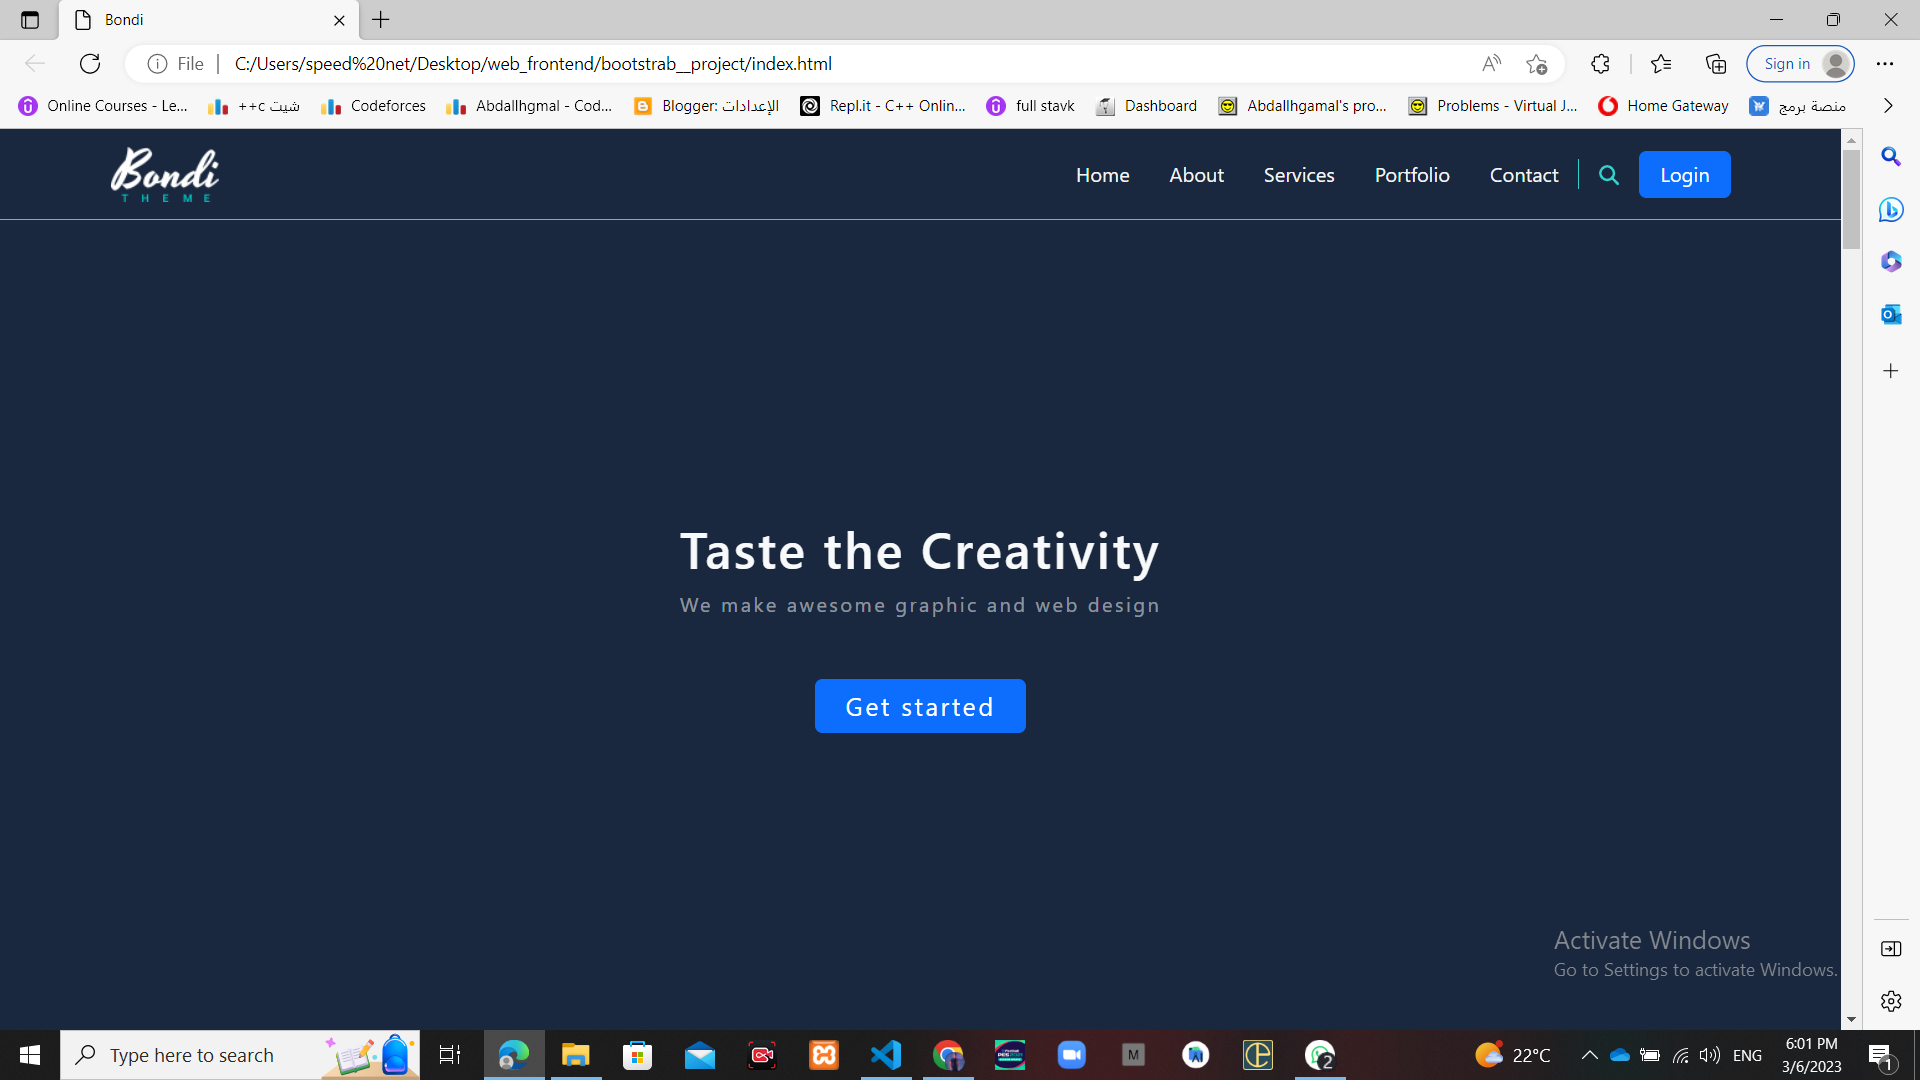 Bondi
File
C:/Users/speed%20net/Desktop/web_frontend/bootstrab__project/index.html
Sign in
Online Courses - Le...
شيت c++
Codeforces
Abdallhgmal - Cod...
Blogger: الإعدادات
Repl.it - C++ Onlin...
full stavk
Dashboard
Abdallhgamal's pro...
Problems - Virtual J...
Home Gateway
منصة برمج
Bondi
THEME
Home
About
Services
Portfolio
Contact
Login
Taste the Creativity
We make awesome graphic and web design
Get started
Activate Windows
Go to Settings to activate Windows.
Type here to search
M
2
22°C
ENG
6:01 PM
3/6/2023
1